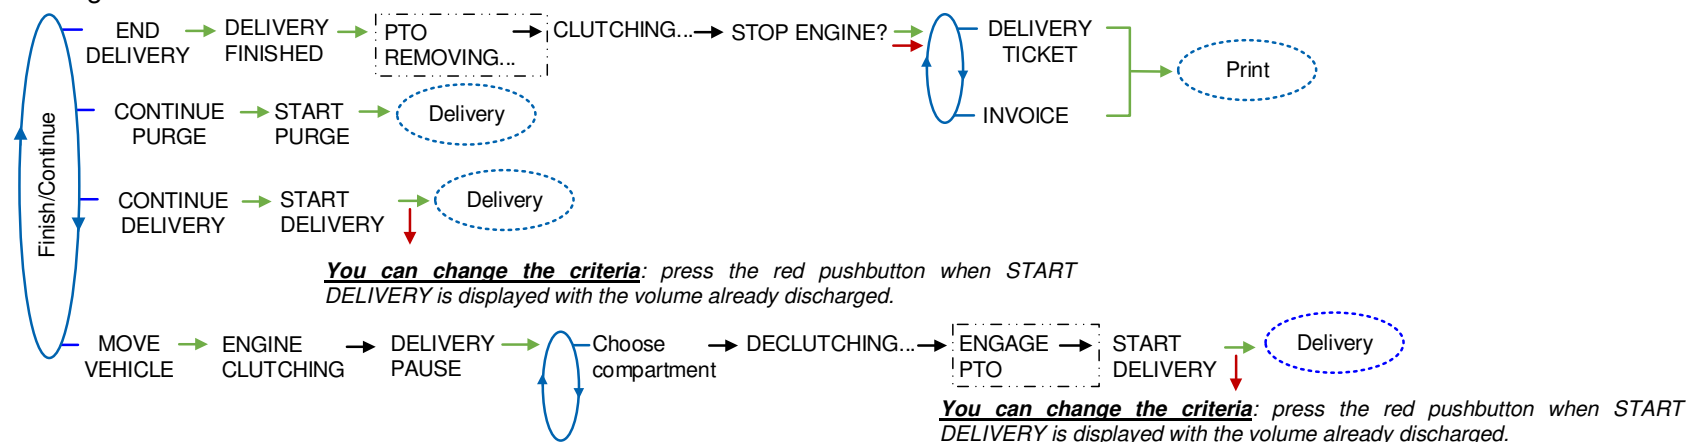 END DELIVERY
DELIVERY FINISHED
PTO REMOVING...
CLUTCHING...
STOP ENGINE?
DELIVERY TICKET
INVOICE
Print
Finish/Continue
CONTINUE PURGE
START PURGE
Delivery
CONTINUE DELIVERY
START DELIVERY
Delivery
You can change the criteria: press the red pushbutton when START
DELIVERY is displayed with the volume already discharged.
MOVE VEHICLE
ENGINE CLUTCHING
DELIVERY PAUSE
Choose compartment
DECLUTCHING...
ENGAGE PTO
START DELIVERY
Delivery
You can change the criteria: press the red pushbutton when START
DELIVERY is displayed with the volume already discharged.